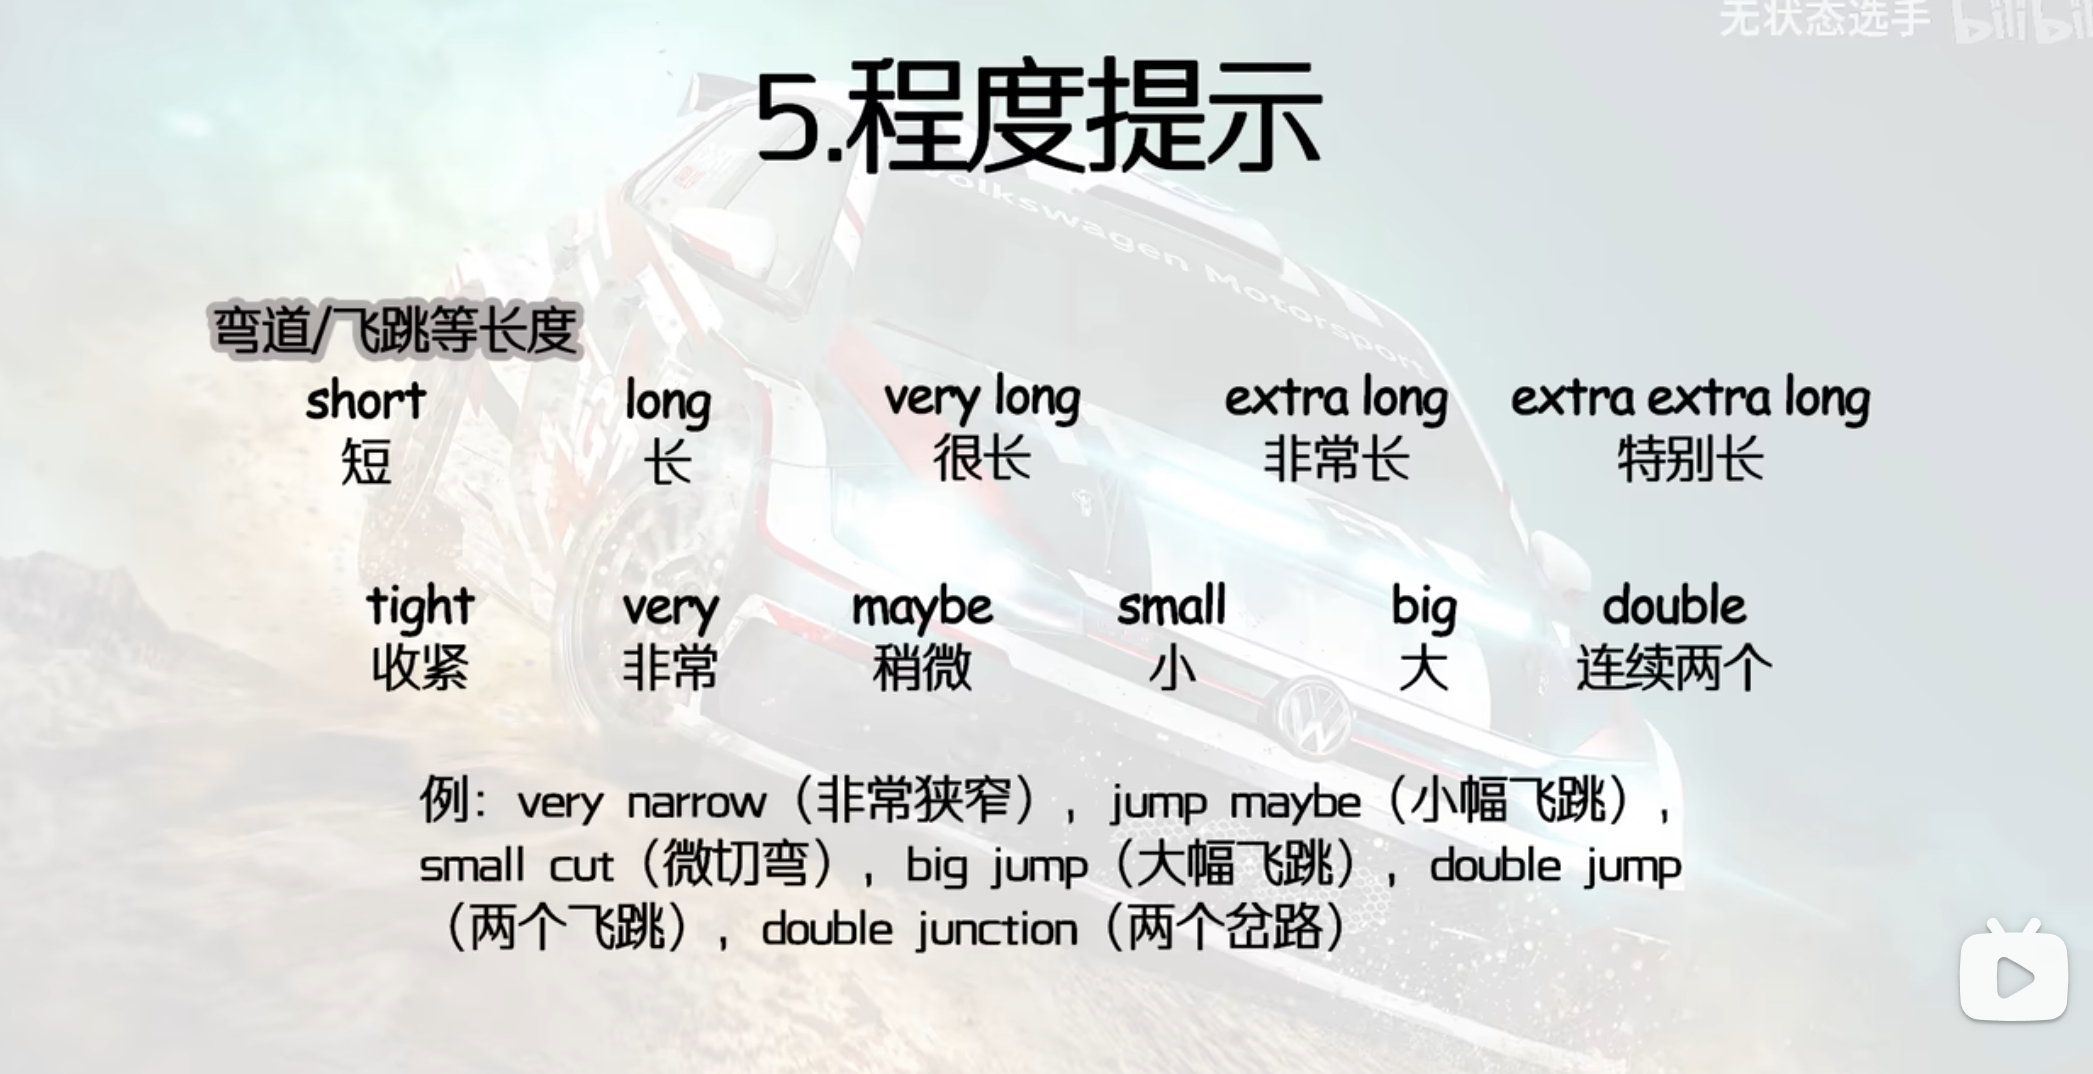 无状态选手 bilibili
5.程度提示
Volkswagen Motorsport
弯道/飞跳等长度
short long very long extra long extra extra long
短 长 很长 非常长 特别长
tight very maybe small big double
收紧 非常 稍微 小 大 连续两个
例：very narrow（非常狭窄），jump maybe（小幅飞跳），
small cut（微切弯），big jump（大幅飞跳），double jump
（两个飞跳），double junction（两个岔路）